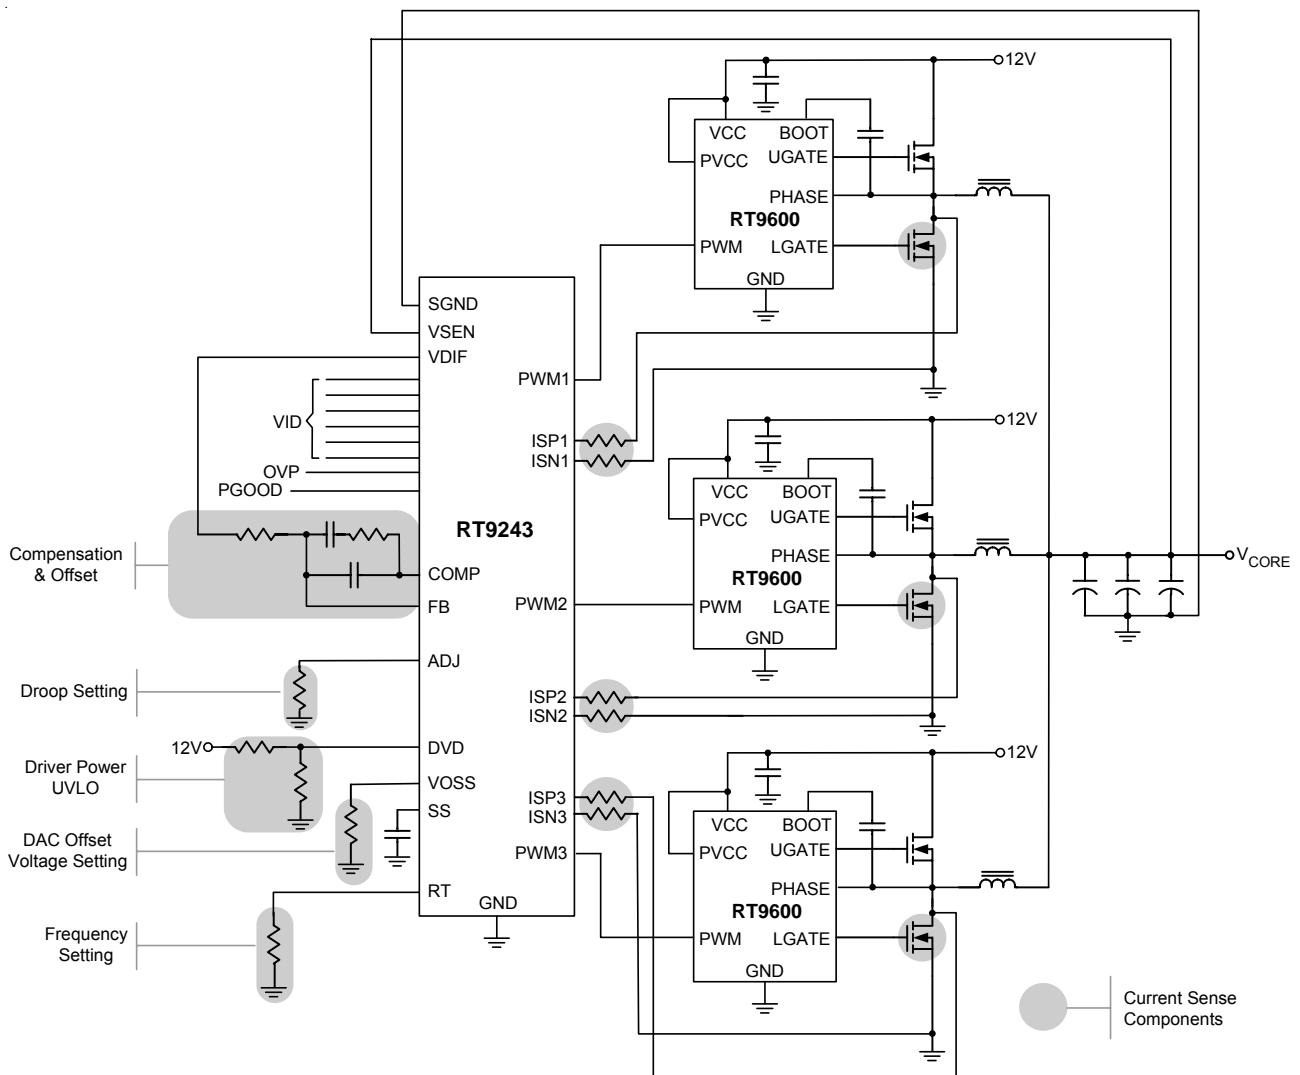 12V
VCC
BOOT
PVCC
UGATE
PHASE
RT9600
PWM
LGATE
GND
SGND
VSEN
VDIF
PWM1
VID
ISP1
ISN1
OVP
PGOOD
RT9243
Compensation
& Offset
COMP
FB
PWM2
12V
VCC
BOOT
PVCC
UGATE
PHASE
RT9600
PWM
LGATE
GND
VCORE
ADJ
Droop Setting
ISP2
ISN2
12V
DVD
Driver Power
UVLO
VOSS
ISP3
ISN3
SS
DAC Offset
Voltage Setting
PWM3
RT
GND
Frequency
Setting
12V
VCC
BOOT
PVCC
UGATE
PHASE
RT9600
PWM
LGATE
GND
Current Sense
Components